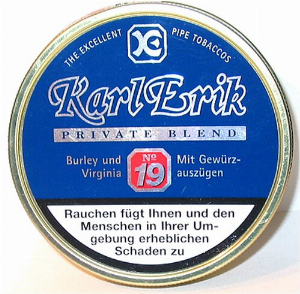 THE EXCELLENT PIPE TOBACCOS
Karl Erik
PRIVATE BLEND
Burley und
Virginia
No
19
Mit Gewürz-
auszügen
Rauchen fügt Ihnen und den
Menschen in Ihrer Um-
gebung erheblichen
Schaden zu